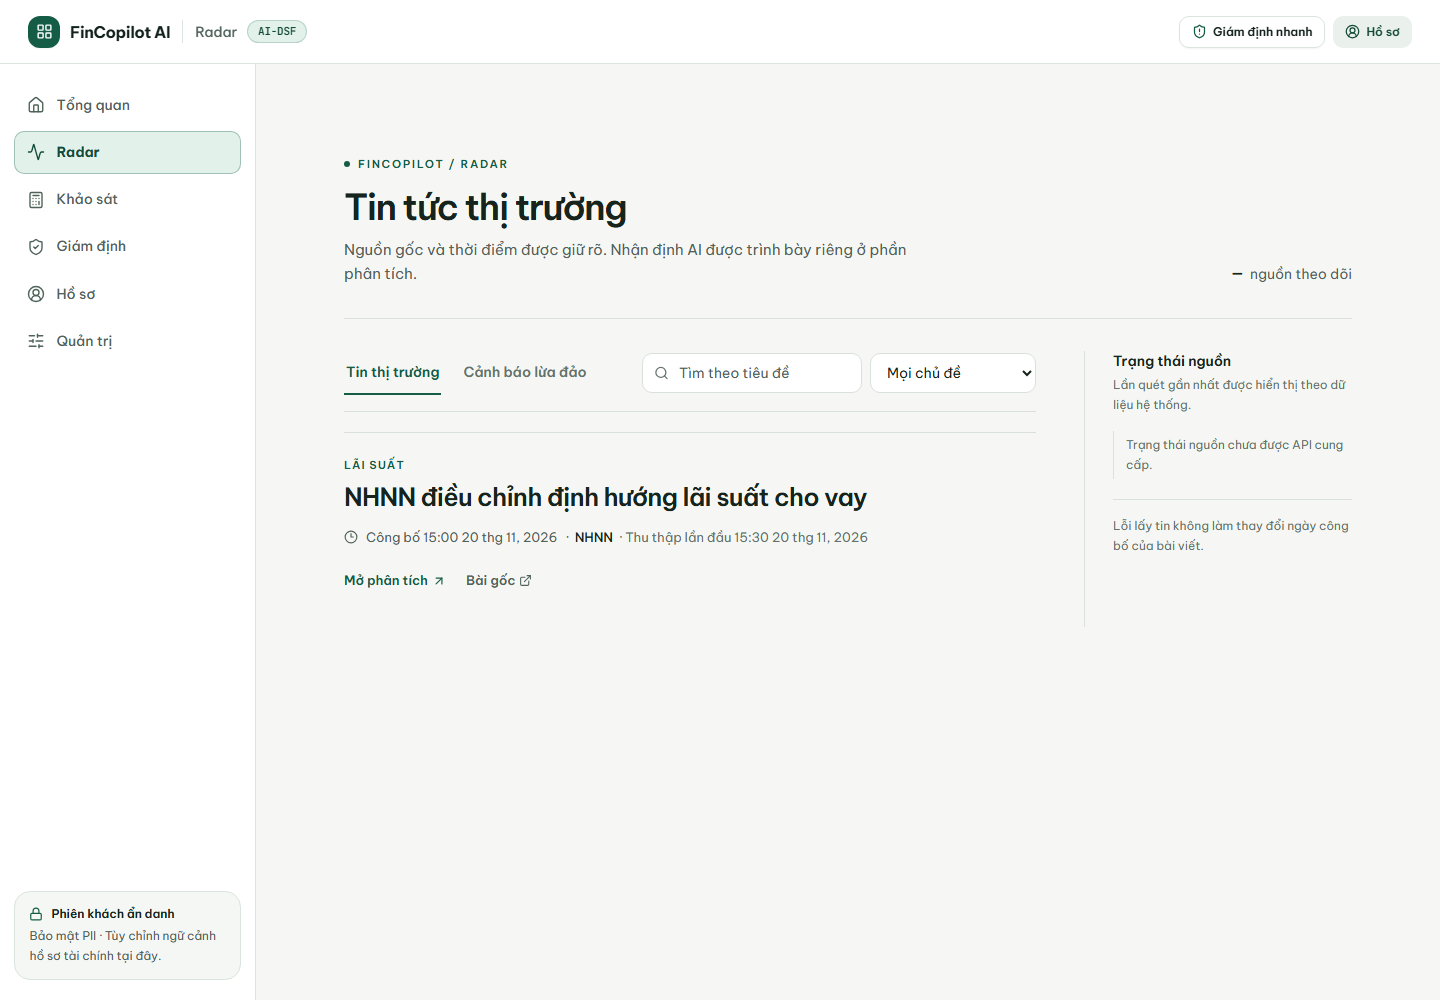 FinCopilot AI
Radar
AI-DSF
Giám định nhanh
Hồ sơ
Tổng quan
Radar
Khảo sát
Giám định
Hồ sơ
Quản trị
FINCOPILOT / RADAR
Tin tức thị trường
Nguồn gốc và thời điểm được giữ rõ. Nhận định AI được trình bày riêng ở phần
phân tích.
– nguồn theo dõi
Tin thị trường
Cảnh báo lừa đảo
Tìm theo tiêu đề
Mọi chủ đề
LÃI SUẤT
NHNN điều chỉnh định hướng lãi suất cho vay
Công bố 15:00 20 thg 11, 2026 · NHNN · Thu thập lần đầu 15:30 20 thg 11, 2026
Mở phân tích
Bài gốc
Trạng thái nguồn
Lần quét gần nhất được hiển thị theo dữ
liệu hệ thống.
Trạng thái nguồn chưa được API cung
cấp.
Lỗi lấy tin không làm thay đổi ngày công
bố của bài viết.
Phiên khách ẩn danh
Bảo mật PII · Tùy chỉnh ngữ cảnh
hồ sơ tài chính tại đây.